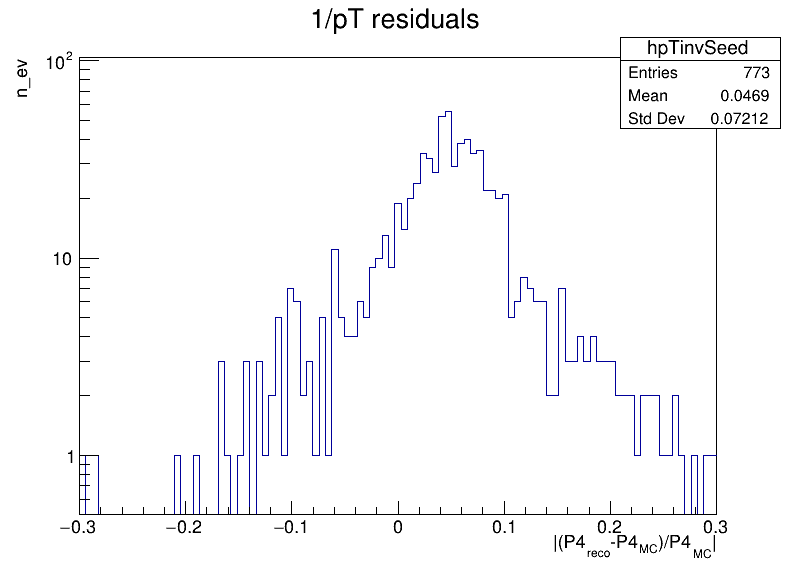 1/pT residuals
hpTinvSeed
Entries 773
Mean 0.0469
Std Dev 0.07212
n_ev
10²
10
1
−0.3 −0.2 −0.1 0 0.1 0.2 0.3
|(P4reco-P4MC)/P4MC|